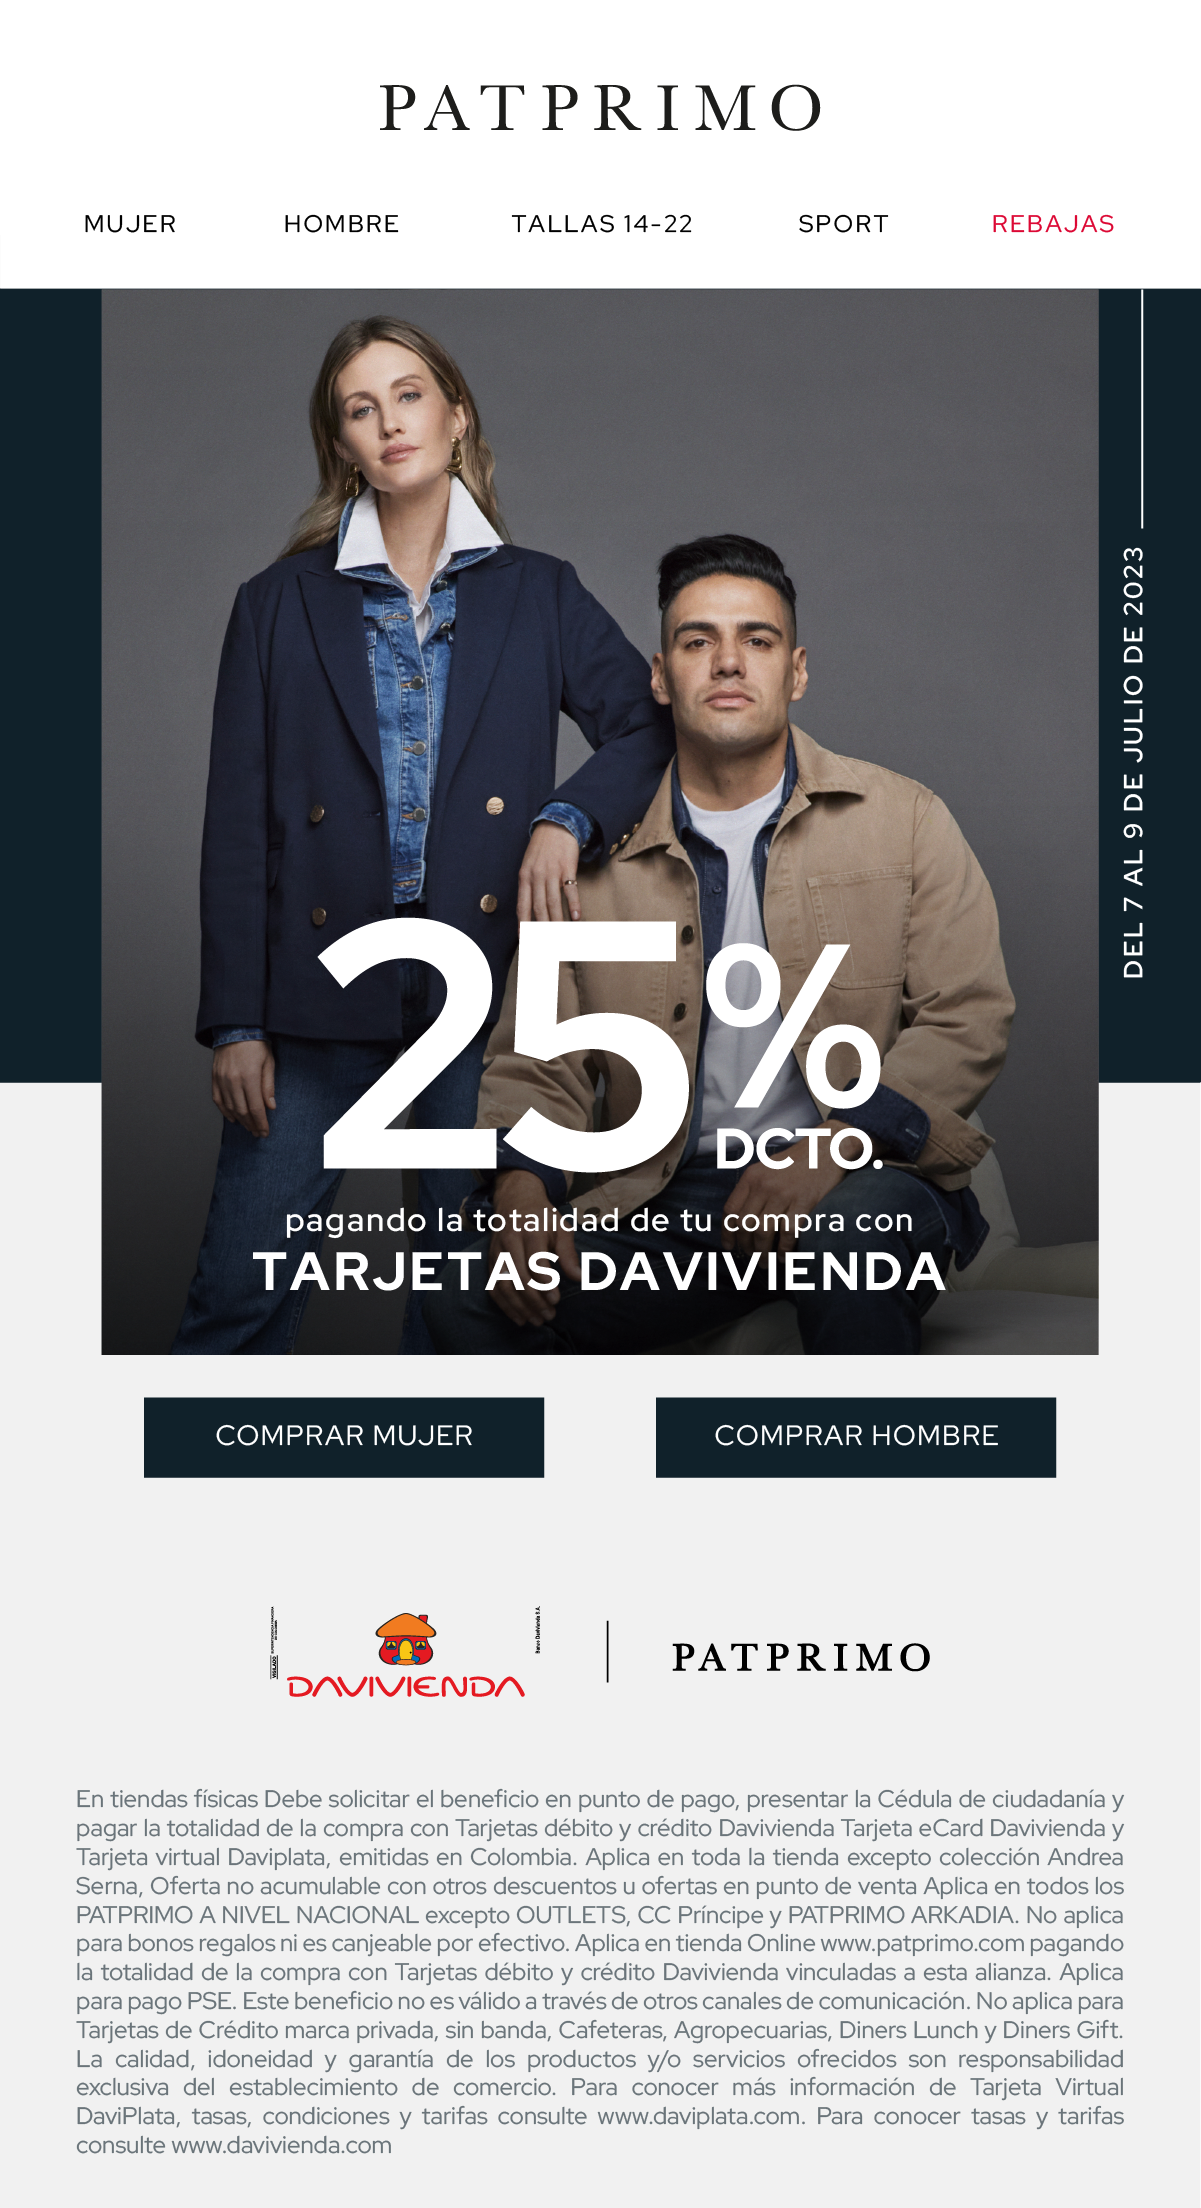 PATPRIMO
MUJER HOMBRE TALLAS 14-22 SPORT REBAJAS
DEL 7 AL 9 DE JULIO DE 2023
25%
DCTO.
pagando la totalidad de tu compra con
TARJETAS DAVIVIENDA
COMPRAR MUJER COMPRAR HOMBRE
VIGILADO SUPERINTENDENCIA FINANCIERA DE COLOMBIA
DAVIVIENDA
Banco Davivienda S.A.
PATPRIMO
En tiendas físicas Debe solicitar el beneficio en punto de pago, presentar la Cédula de ciudadanía y
pagar la totalidad de la compra con Tarjetas débito y crédito Davivienda Tarjeta eCard Davivienda y
Tarjeta virtual Daviplata, emitidas en Colombia. Aplica en toda la tienda excepto colección Andrea
Serna, Oferta no acumulable con otros descuentos u ofertas en punto de venta Aplica en todos los
PATPRIMO A NIVEL NACIONAL excepto OUTLETS, CC Príncipe y PATPRIMO ARKADIA. No aplica
para bonos regalos ni es canjeable por efectivo. Aplica en tienda Online www.patprimo.com pagando
la totalidad de la compra con Tarjetas débito y crédito Davivienda vinculadas a esta alianza. Aplica
para pago PSE. Este beneficio no es válido a través de otros canales de comunicación. No aplica para
Tarjetas de Crédito marca privada, sin banda, Cafeteras, Agropecuarias, Diners Lunch y Diners Gift.
La calidad, idoneidad y garantía de los productos y/o servicios ofrecidos son responsabilidad
exclusiva del establecimiento de comercio. Para conocer más información de Tarjeta Virtual
DaviPlata, tasas, condiciones y tarifas consulte www.daviplata.com. Para conocer tasas y tarifas
consulte www.davivienda.com